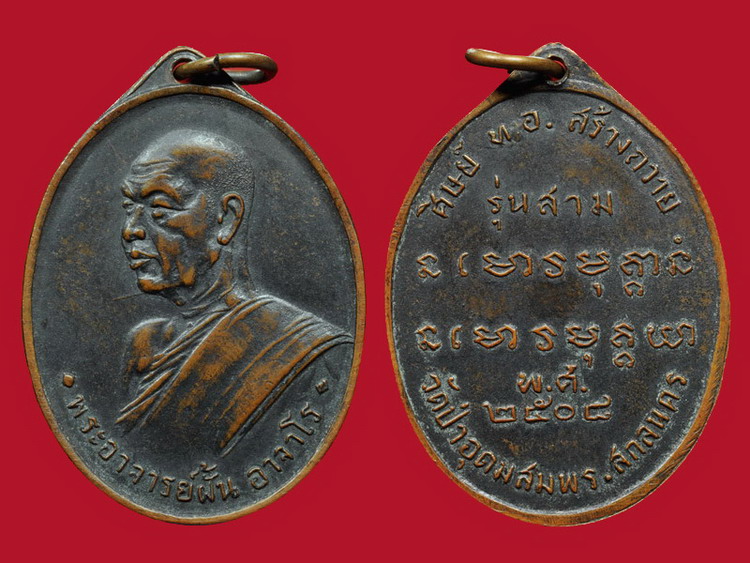 พระอาจารย์ฝั้น อาจาโร
ศิษย์ ท.อ. สร้างถวาย
รุ่นสาม
พ.ศ.
๒๕๐๘
วัดป่าอุดมสมพร.สกลนคร